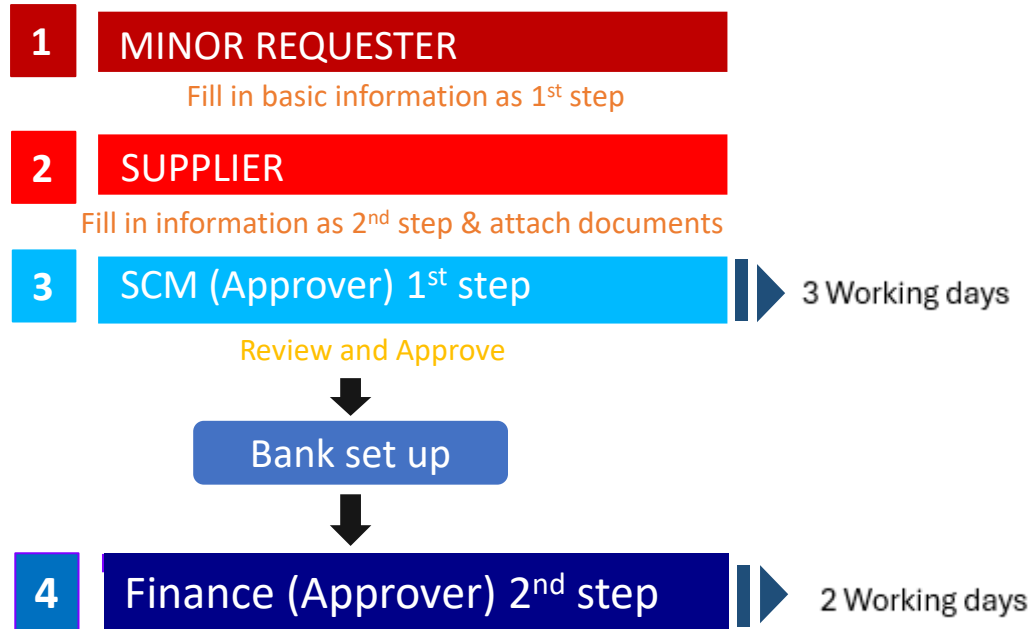 1 MINOR REQUESTER
Fill in basic information as 1st step
2 SUPPLIER
Fill in information as 2nd step & attach documents
3 SCM (Approver) 1st step 3 Working days
Review and Approve
Bank set up
4 Finance (Approver) 2nd step 2 Working days